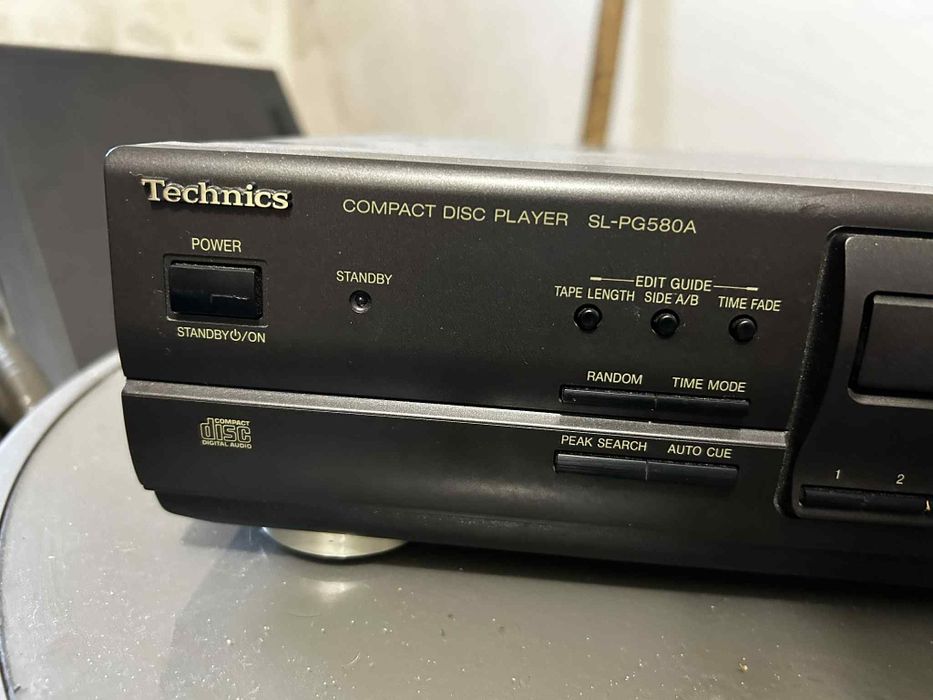 Technics
COMPACT DISC PLAYER SL-PG580A
POWER
STANDBY⏻/ON
STANDBY
EDIT GUIDE
TAPE LENGTH SIDE A/B TIME FADE
RANDOM TIME MODE
PEAK SEARCH AUTO CUE
COMPACT
disc
DIGITAL AUDIO
1 2